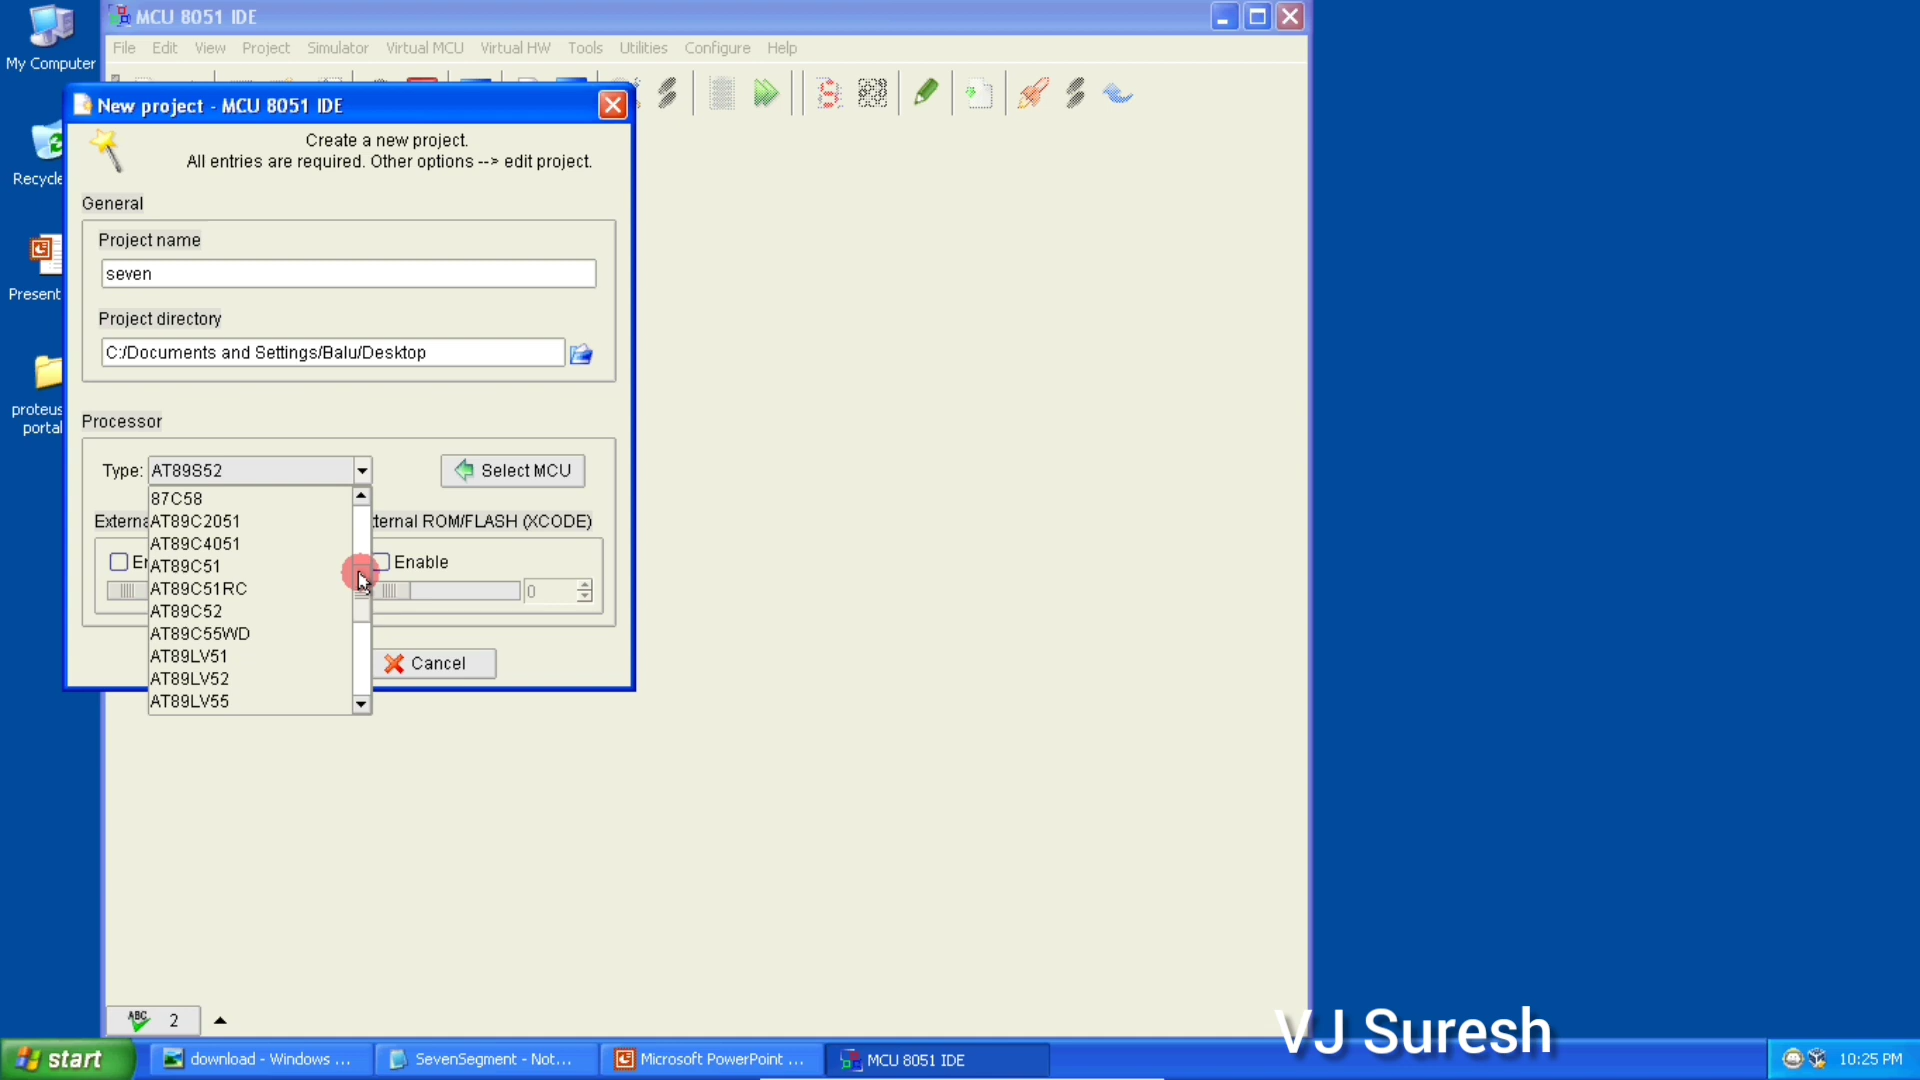 My Computer
MCU 8051 IDE
File Edit View Project Simulator Virtual MCU Virtual HW Tools Utilities Configure Help
New project - MCU 8051 IDE
Create a new project.
All entries are required. Other options --> edit project.
Recycle
General
Project name
seven
Present
Project directory
C:/Documents and Settings/Balu/Desktop
proteus
portal
Processor
Type: AT89S52
Select MCU
87C58
AT89C2051
AT89C4051
AT89C51
AT89C51RC
AT89C52
AT89C55WD
AT89LV51
AT89LV52
AT89LV55
Externa
ternal ROM/FLASH (XCODE)
Enable
0
Cancel
ABC 2
VJ Suresh
start
download - Windows ...
SevenSegment - Not...
Microsoft PowerPoint ...
MCU 8051 IDE
10:25 PM